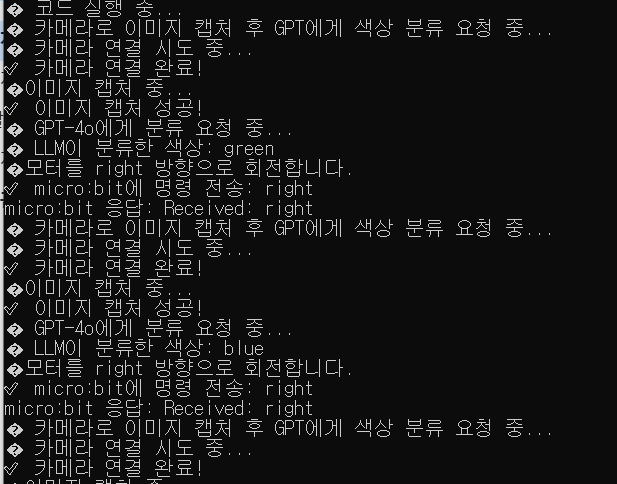 � 코드 실행 중...
� 카메라로 이미지 캡처 후 GPT에게 색상 분류 요청 중...
� 카메라 연결 시도 중...
✓ 카메라 연결 완료!
�이미지 캡처 중...
✓ 이미지 캡처 성공!
� GPT-4o에게 분류 요청 중...
� LLM이 분류한 색상: green
�모터를 right 방향으로 회전합니다.
✓ micro:bit에 명령 전송: right
micro:bit 응답: Received: right
� 카메라로 이미지 캡처 후 GPT에게 색상 분류 요청 중...
� 카메라 연결 시도 중...
✓ 카메라 연결 완료!
�이미지 캡처 중...
✓ 이미지 캡처 성공!
� GPT-4o에게 분류 요청 중...
� LLM이 분류한 색상: blue
�모터를 right 방향으로 회전합니다.
✓ micro:bit에 명령 전송: right
micro:bit 응답: Received: right
� 카메라로 이미지 캡처 후 GPT에게 색상 분류 요청 중...
� 카메라 연결 시도 중...
✓ 카메라 연결 완료!
�이미지 캡처 중